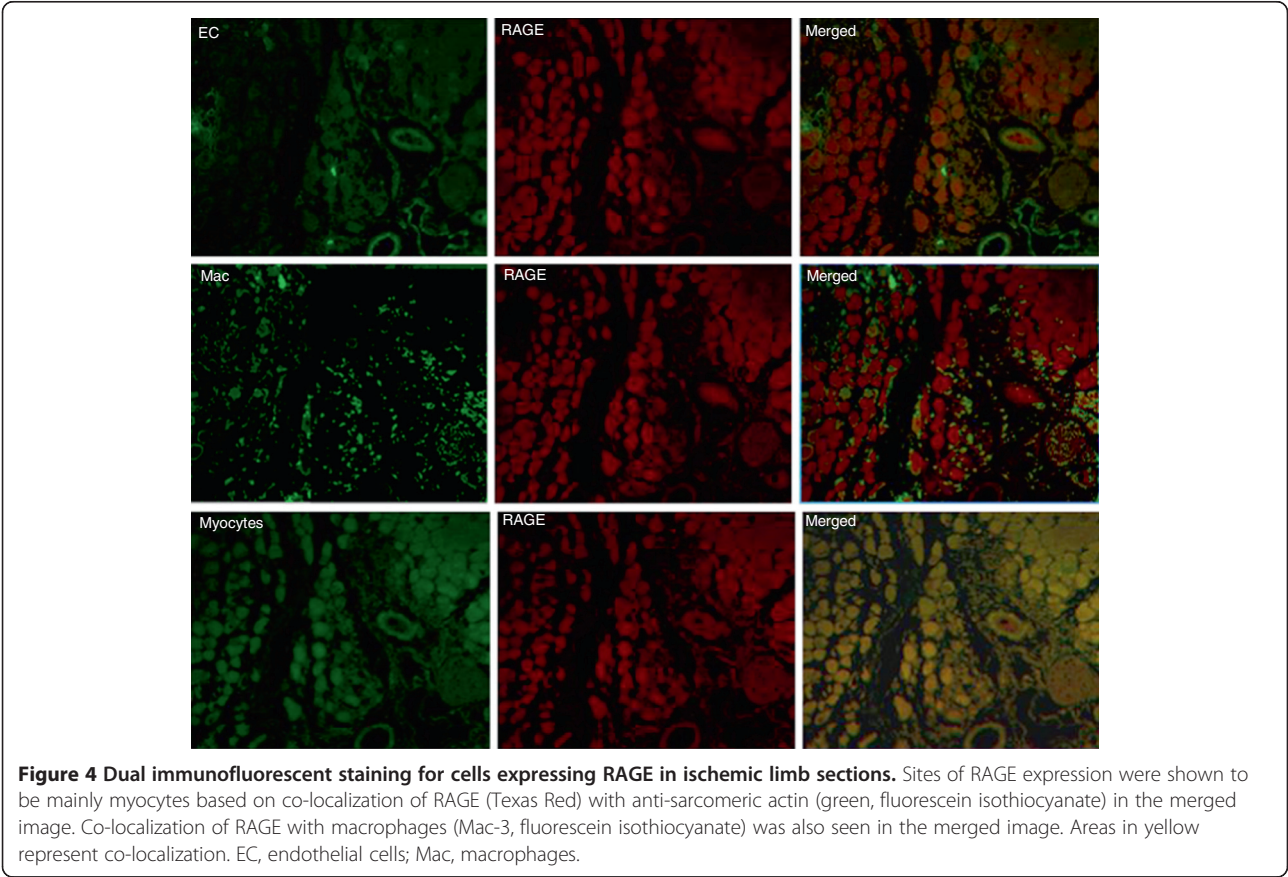 EC RAGE Merged
Mac RAGE Merged
Myocytes RAGE Merged
Figure 4 Dual immunofluorescent staining for cells expressing RAGE in ischemic limb sections. Sites of RAGE expression were shown to
be mainly myocytes based on co-localization of RAGE (Texas Red) with anti-sarcomeric actin (green, fluorescein isothiocyanate) in the merged
image. Co-localization of RAGE with macrophages (Mac-3, fluorescein isothiocyanate) was also seen in the merged image. Areas in yellow
represent co-localization. EC, endothelial cells; Mac, macrophages.